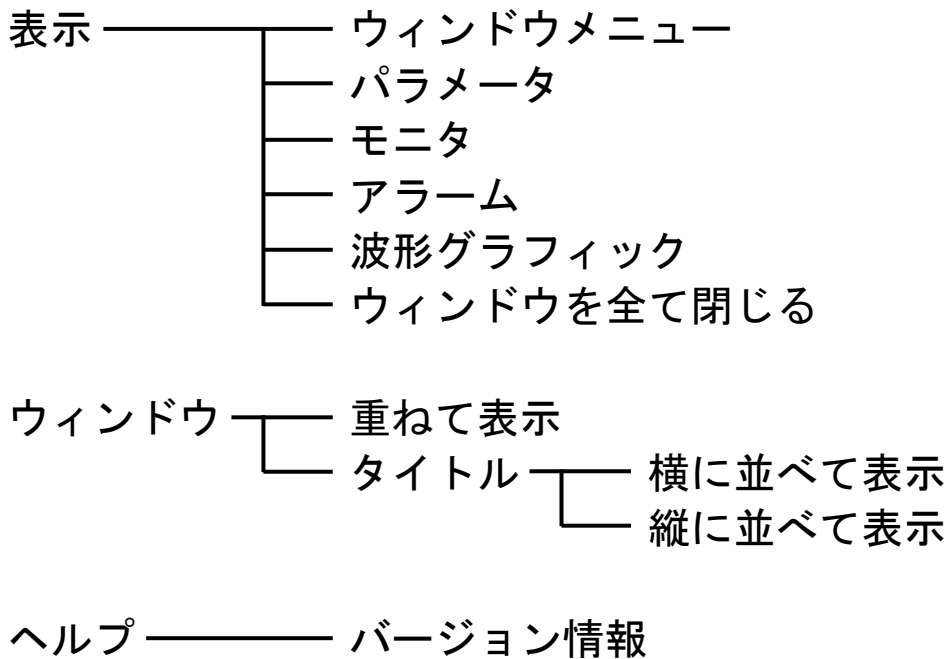 表示 ウィンドウメニュー
パラメータ
モニタ
アラーム
波形グラフィック
ウィンドウを全て閉じる
ウィンドウ 重ねて表示
タイトル 横に並べて表示
縦に並べて表示
ヘルプ バージョン情報